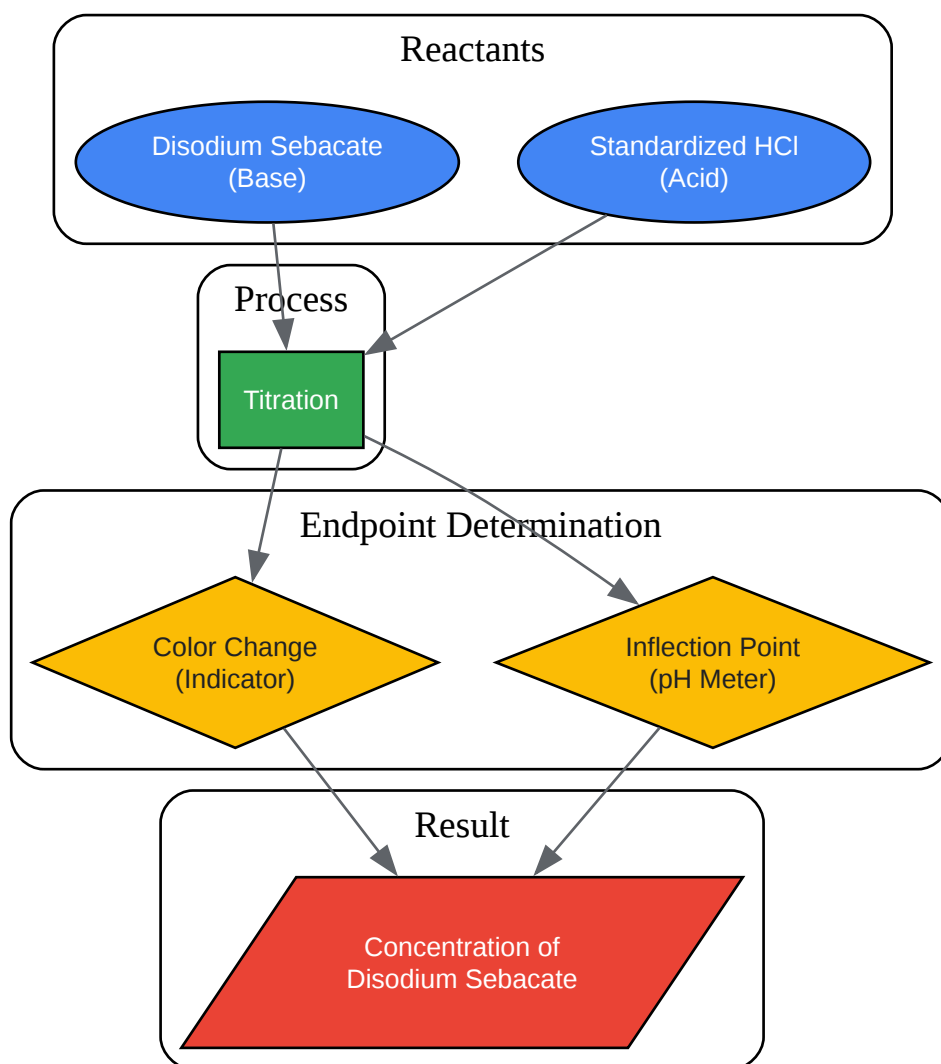 Reactants
Disodium Sebacate
(Base)
Standardized HCl
(Acid)
Process
Titration
Endpoint Determination
Color Change
(Indicator)
Inflection Point
(pH Meter)
Result
Concentration of
Disodium Sebacate